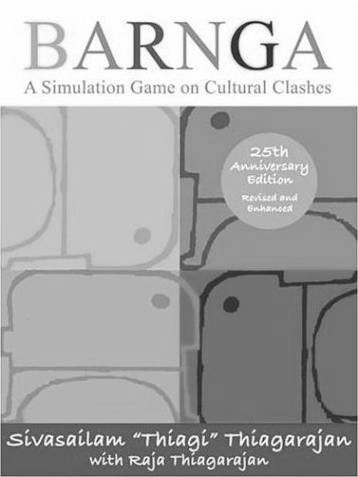 BARNGA
A Simulation Game on Cultural Clashes
25th
Anniversary
Edition
Revised and
Enhanced
Sivasailam "Thiagi" Thiagarajan
with Raja Thiagarajan